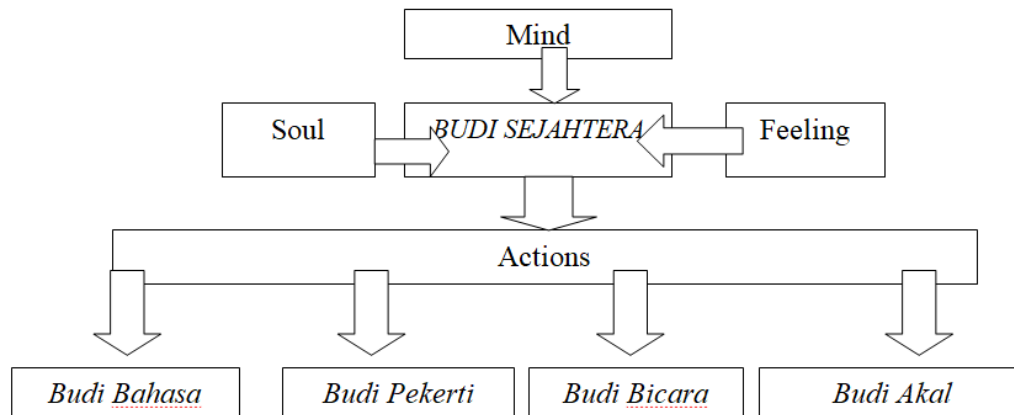 Mind
Soul
BUDI SEJAHTERA
Feeling
Actions
Budi Bahasa
Budi Pekerti
Budi Bicara
Budi Akal